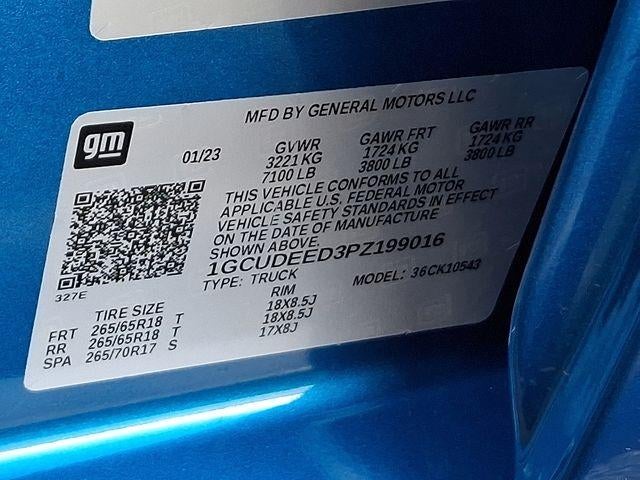 MFD BY GENERAL MOTORS LLC
gm
01/23 GVWR GAWR FRT GAWR RR
3221 KG 1724 KG 1724 KG
7100 LB 3800 LB 3800 LB
THIS VEHICLE CONFORMS TO ALL
APPLICABLE U.S. FEDERAL MOTOR
VEHICLE SAFETY STANDARDS IN EFFECT
ON THE DATE OF MANUFACTURE
SHOWN ABOVE.
1GCUDEED3PZ199016
TYPE: TRUCK MODEL: 36CK10543
327E
TIRE SIZE RIM
FRT 265/65R18 T 18X8.5J
RR 265/65R18 T 18X8.5J
SPA 265/70R17 S 17X8J